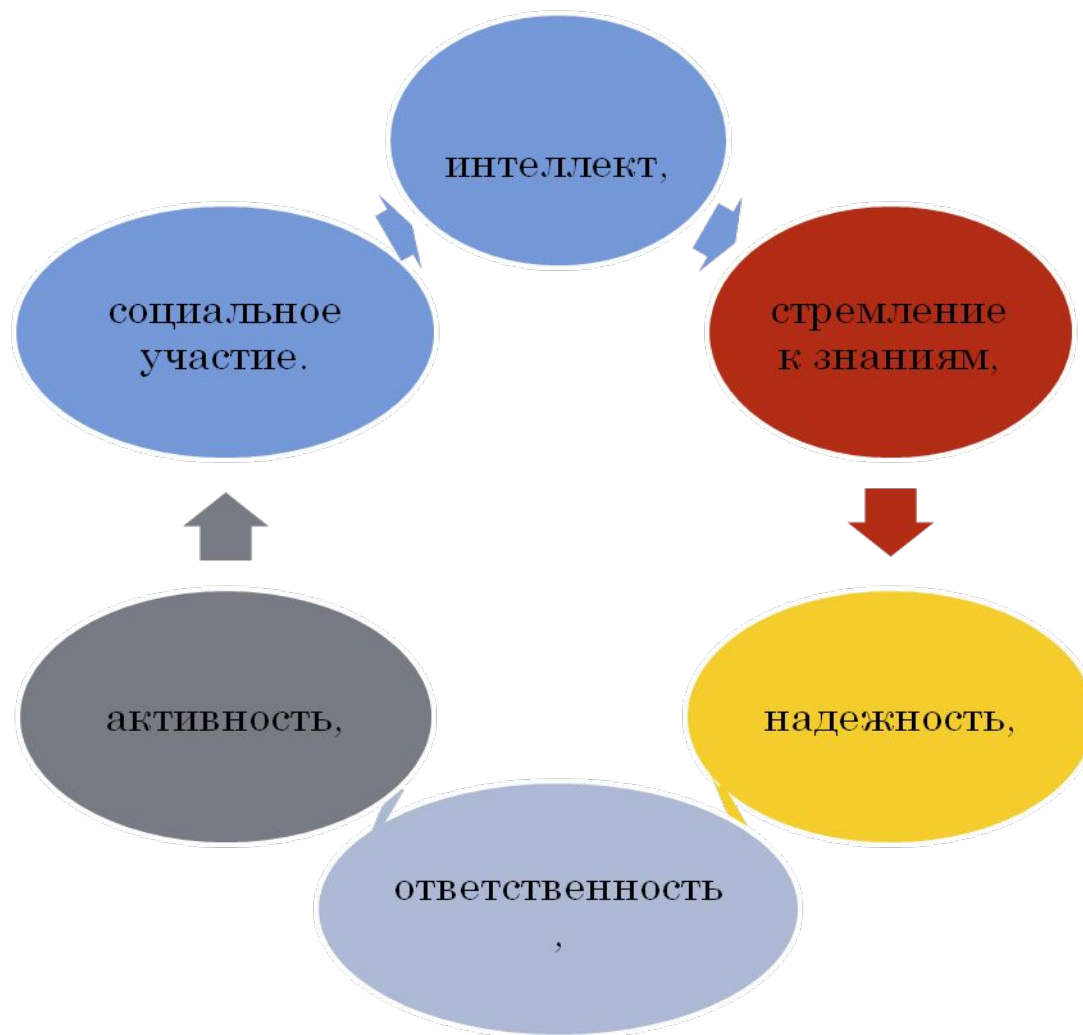 интеллект,
стремление
к знаниям,
надежность,
ответственность
,
активность,
социальное
участие.